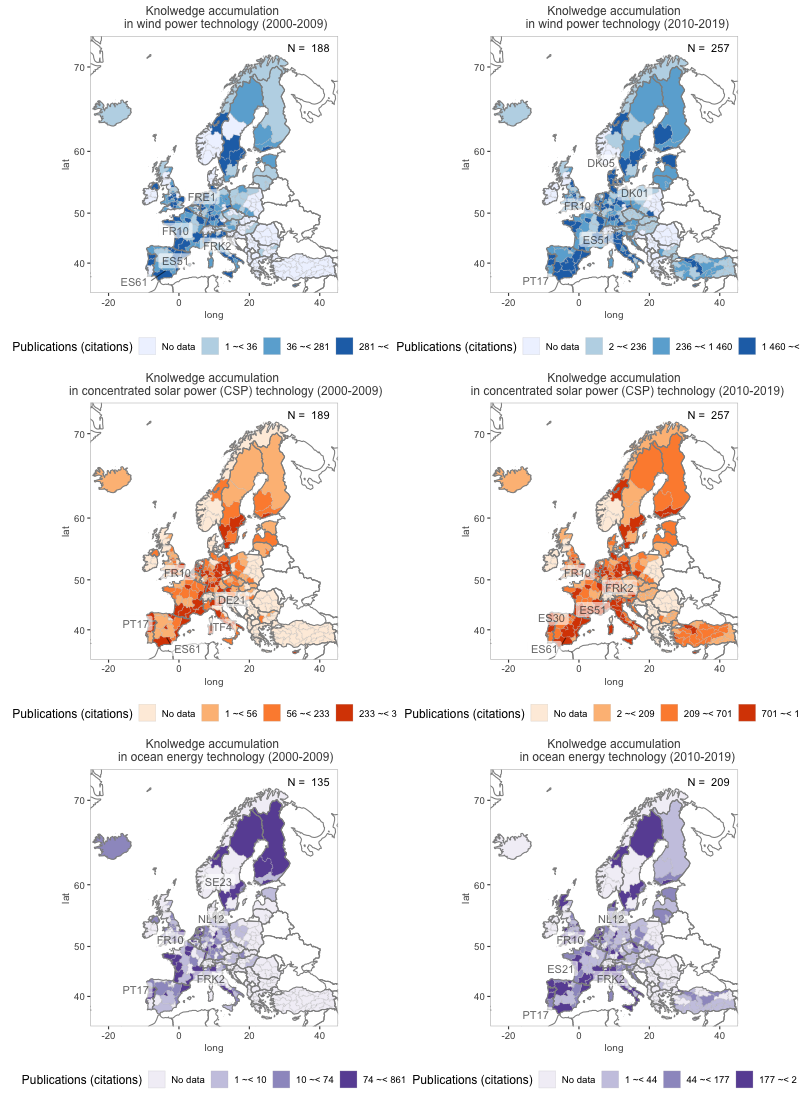 Knolwedge accumulation
in wind power technology (2000-2009)
N = 188
70
60
50
40
lat
FRE1
FR10
FRK2
ES51
ES61
-20
0
20
40
long
Publications (citations)
No data
1 ~< 36
36 ~< 281
281 ~<
Knolwedge accumulation
in wind power technology (2010-2019)
N = 257
70
60
50
40
lat
DK05
DK01
FR10
ES51
PT17
-20
0
20
40
long
Publications (citations)
No data
2 ~< 236
236 ~< 1 460
1 460 ~<
Knolwedge accumulation
in concentrated solar power (CSP) technology (2000-2009)
N = 189
70
60
50
40
lat
FR10
DE21
PT17
ITF4
ES61
-20
0
20
40
long
Publications (citations)
No data
1 ~< 56
56 ~< 233
233 ~< 3
Knolwedge accumulation
in concentrated solar power (CSP) technology (2010-2019)
N = 257
70
60
50
40
lat
FR10
FRK2
ES51
ES30
ES61
-20
0
20
40
long
Publications (citations)
No data
2 ~< 209
209 ~< 701
701 ~< 1
Knolwedge accumulation
in ocean energy technology (2000-2009)
N = 135
70
60
50
40
lat
SE23
NL12
FR10
FRK2
PT17
-20
0
20
40
long
Publications (citations)
No data
1 ~< 10
10 ~< 74
74 ~< 861
Knolwedge accumulation
in ocean energy technology (2010-2019)
N = 209
70
60
50
40
lat
NL12
FR10
ES21
FRK2
PT17
-20
0
20
40
long
Publications (citations)
No data
1 ~< 44
44 ~< 177
177 ~< 2